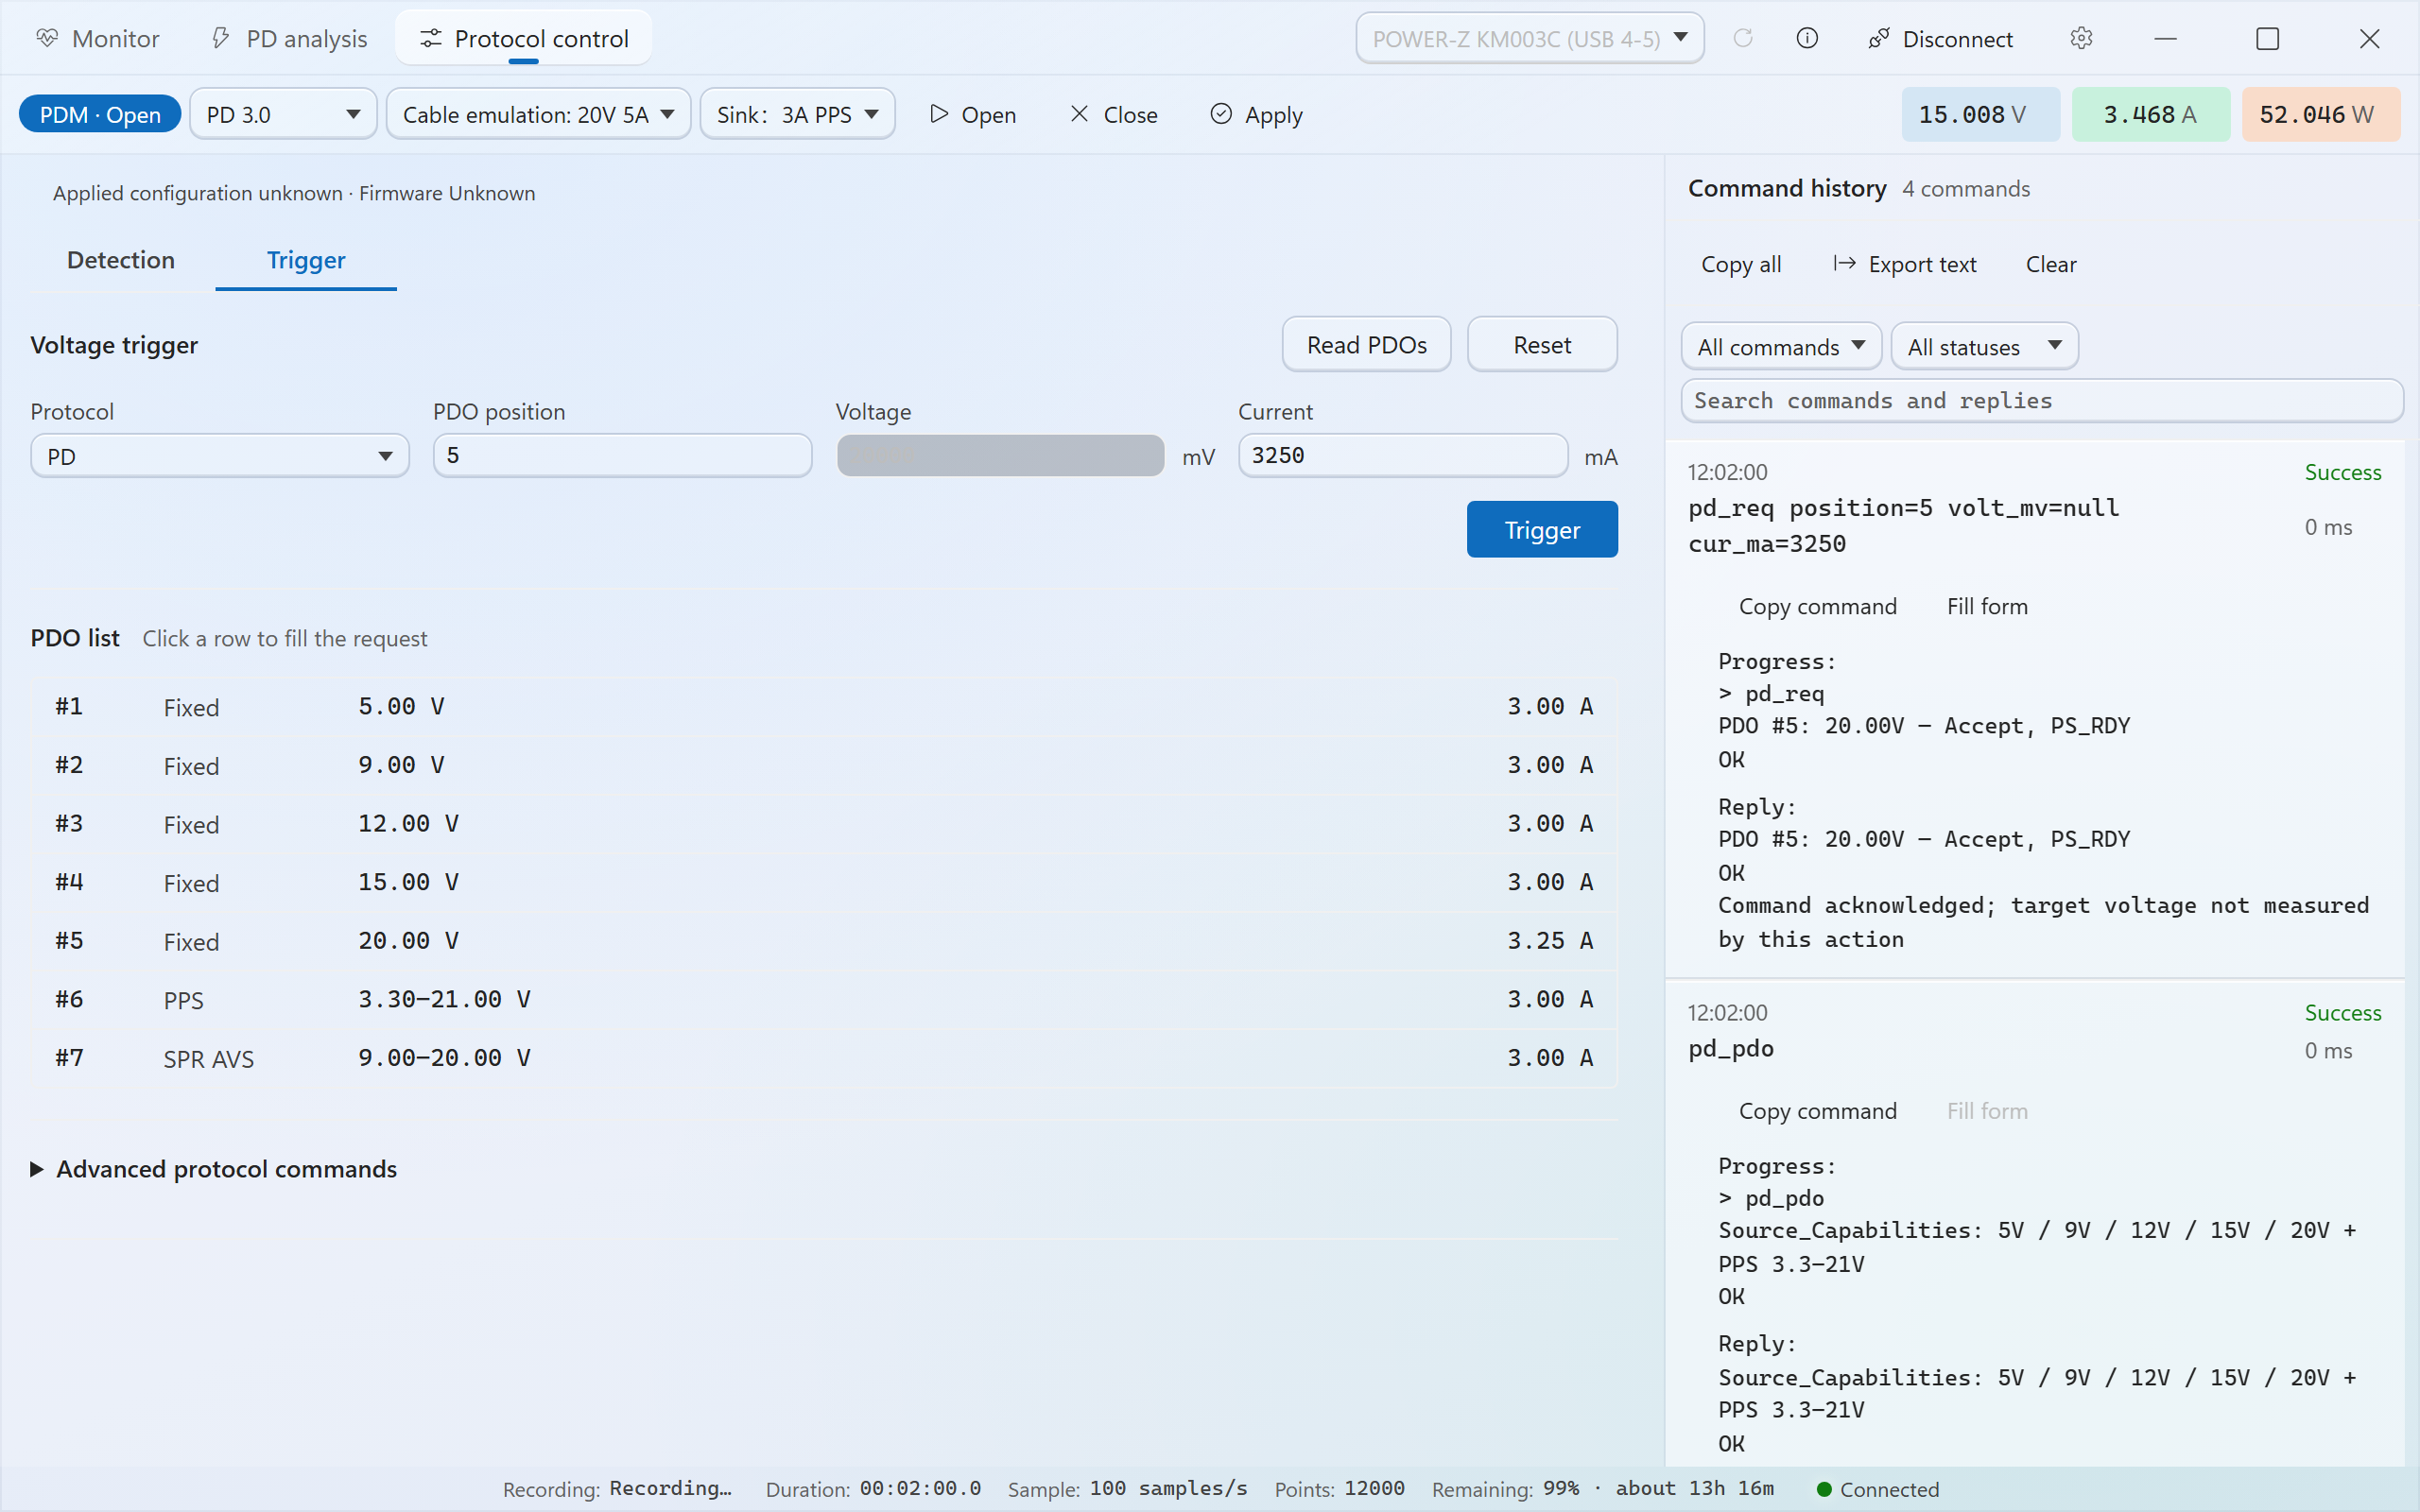 Monitor
PD analysis
Protocol control
POWER-Z KM003C (USB 4-5)
Disconnect
PDM · Open
PD 3.0
Cable emulation: 20V 5A
Sink: 3A PPS
Open
Close
Apply
15.008 V
3.468 A
52.046 W
Applied configuration unknown · Firmware Unknown
Detection
Trigger
Voltage trigger
Read PDOs
Reset
Protocol
PDO position
Voltage
Current
PD
5
mV
3250
mA
Trigger
PDO list
Click a row to fill the request
#1 Fixed 5.00 V 3.00 A
#2 Fixed 9.00 V 3.00 A
#3 Fixed 12.00 V 3.00 A
#4 Fixed 15.00 V 3.00 A
#5 Fixed 20.00 V 3.25 A
#6 PPS 3.30–21.00 V 3.00 A
#7 SPR AVS 9.00–20.00 V 3.00 A
Advanced protocol commands
Command history 4 commands
Copy all
Export text
Clear
All commands
All statuses
Search commands and replies
12:02:00
Success
pd_req position=5 volt_mv=null
cur_ma=3250
0 ms
Copy command
Fill form
Progress:
> pd_req
PDO #5: 20.00V — Accept, PS_RDY
OK
Reply:
PDO #5: 20.00V — Accept, PS_RDY
OK
Command acknowledged; target voltage not measured
by this action
12:02:00
Success
pd_pdo
0 ms
Copy command
Fill form
Progress:
> pd_pdo
Source_Capabilities: 5V / 9V / 12V / 15V / 20V +
PPS 3.3–21V
OK
Reply:
Source_Capabilities: 5V / 9V / 12V / 15V / 20V +
PPS 3.3–21V
OK
Recording: Recording…
Duration: 00:02:00.0
Sample: 100 samples/s
Points: 12000
Remaining: 99% · about 13h 16m
Connected